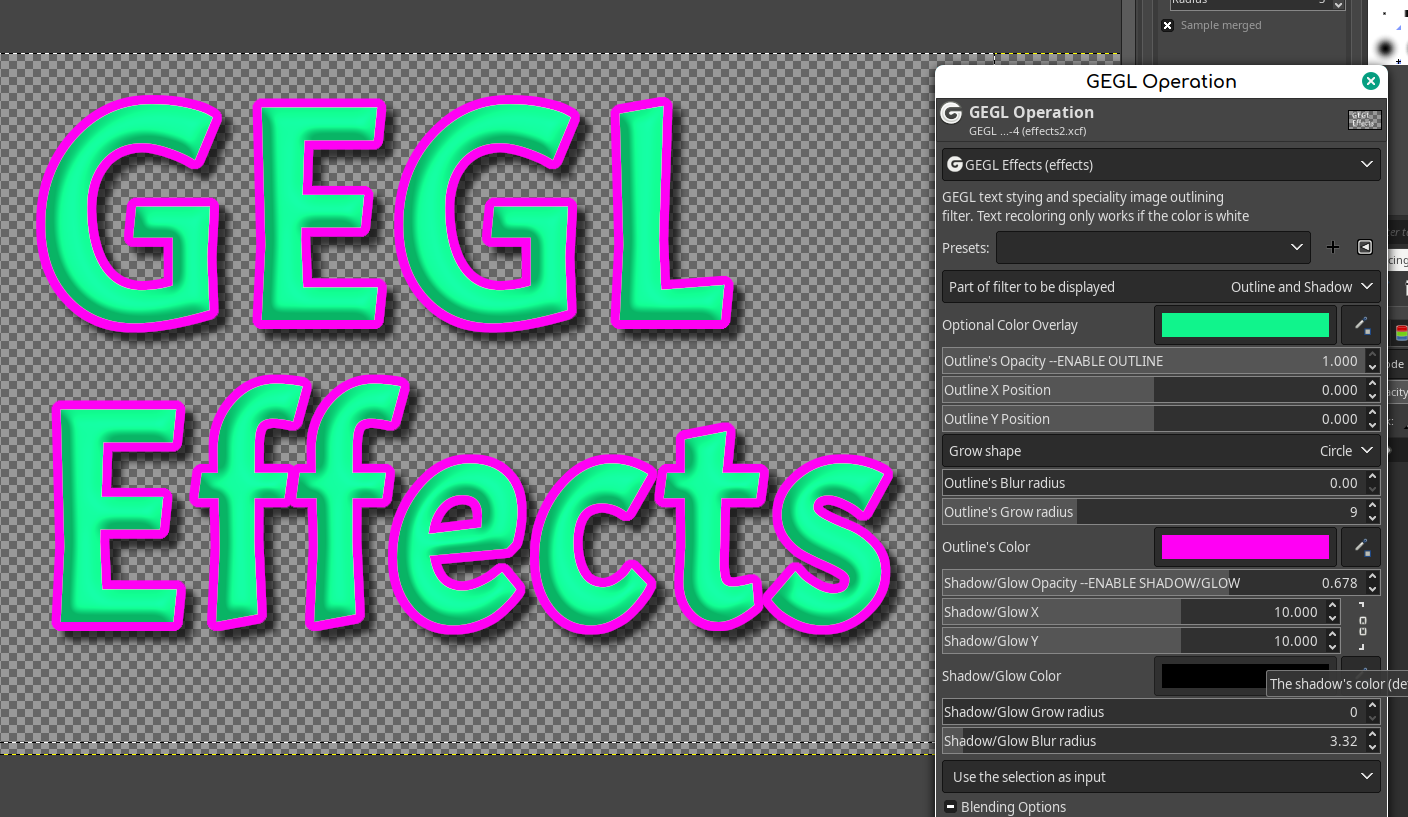 Radius
Sample merged
GEGL
Effects
GEGL Operation
GEGL Operation
GEGL ...-4 (effects2.xcf)
GEGL Effects (effects)
GEGL text stying and speciality image outlining
filter. Text recoloring only works if the color is white
Presets:
Part of filter to be displayed Outline and Shadow
Optional Color Overlay
Outline's Opacity --ENABLE OUTLINE 1.000
Outline X Position 0.000
Outline Y Position 0.000
Grow shape Circle
Outline's Blur radius 0.00
Outline's Grow radius 9
Outline's Color
Shadow/Glow Opacity --ENABLE SHADOW/GLOW 0.678
Shadow/Glow X 10.000
Shadow/Glow Y 10.000
Shadow/Glow Color
The shadow's color (de
Shadow/Glow Grow radius 0
Shadow/Glow Blur radius 3.32
Use the selection as input
Blending Options